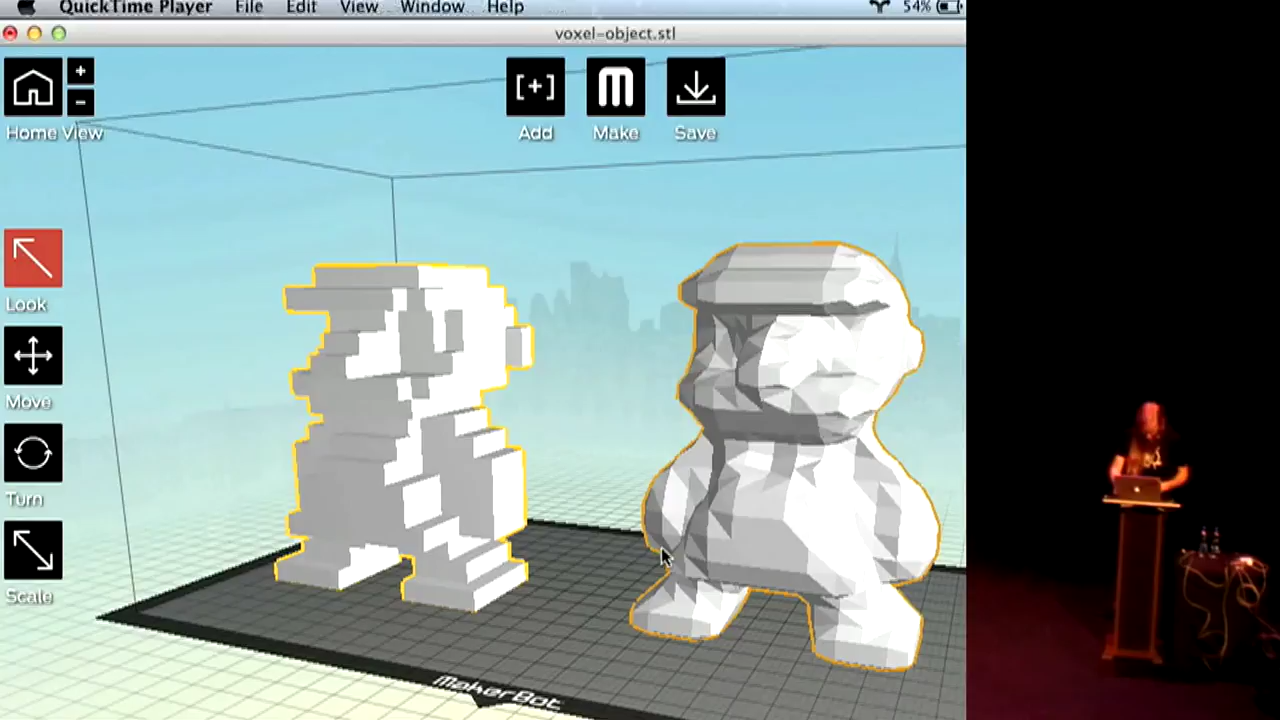 QuickTime Player File Edit View Window Help 54%
voxel-object.stl
Home View
+
-
[+]
Add
Make
Save
Look
Move
Turn
Scale
MakerBot